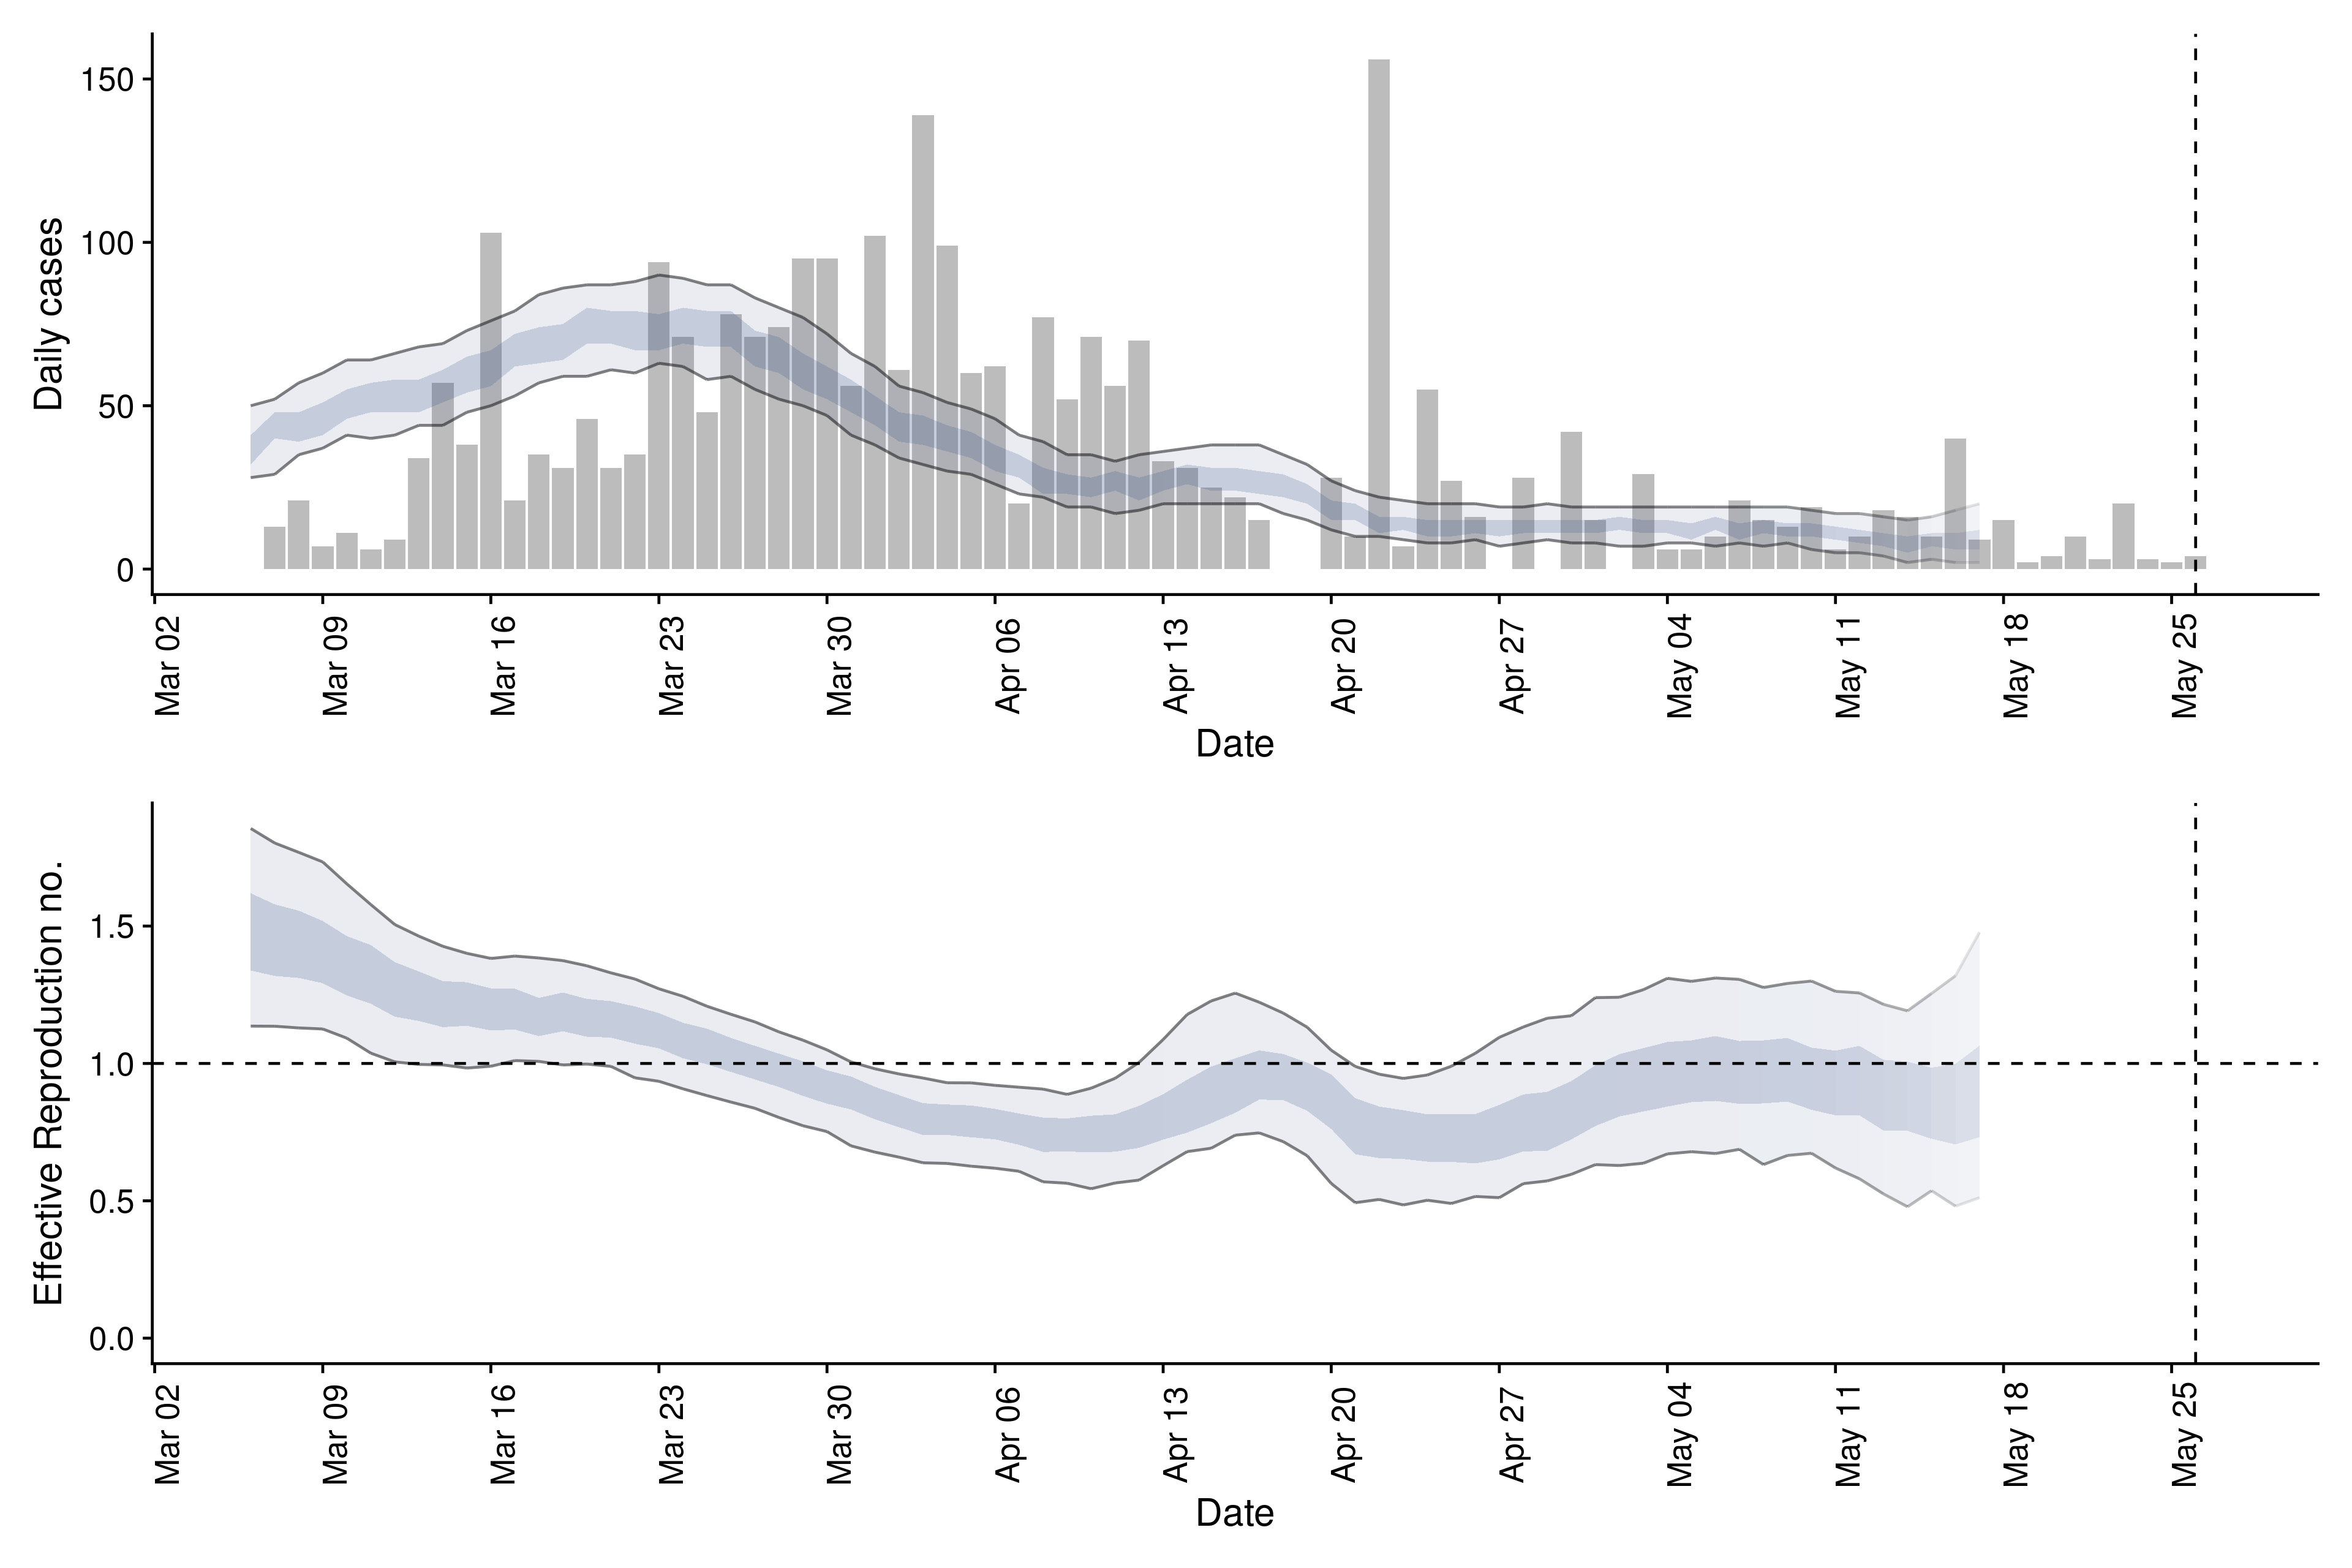 Daily cases
150
100
50
0
Mar 02
Mar 09
Mar 16
Mar 23
Mar 30
Apr 06
Apr 13
Apr 20
Apr 27
May 04
May 11
May 18
May 25
Date
Effective Reproduction no.
1.5
1.0
0.5
0.0
Mar 02
Mar 09
Mar 16
Mar 23
Mar 30
Apr 06
Apr 13
Apr 20
Apr 27
May 04
May 11
May 18
May 25
Date